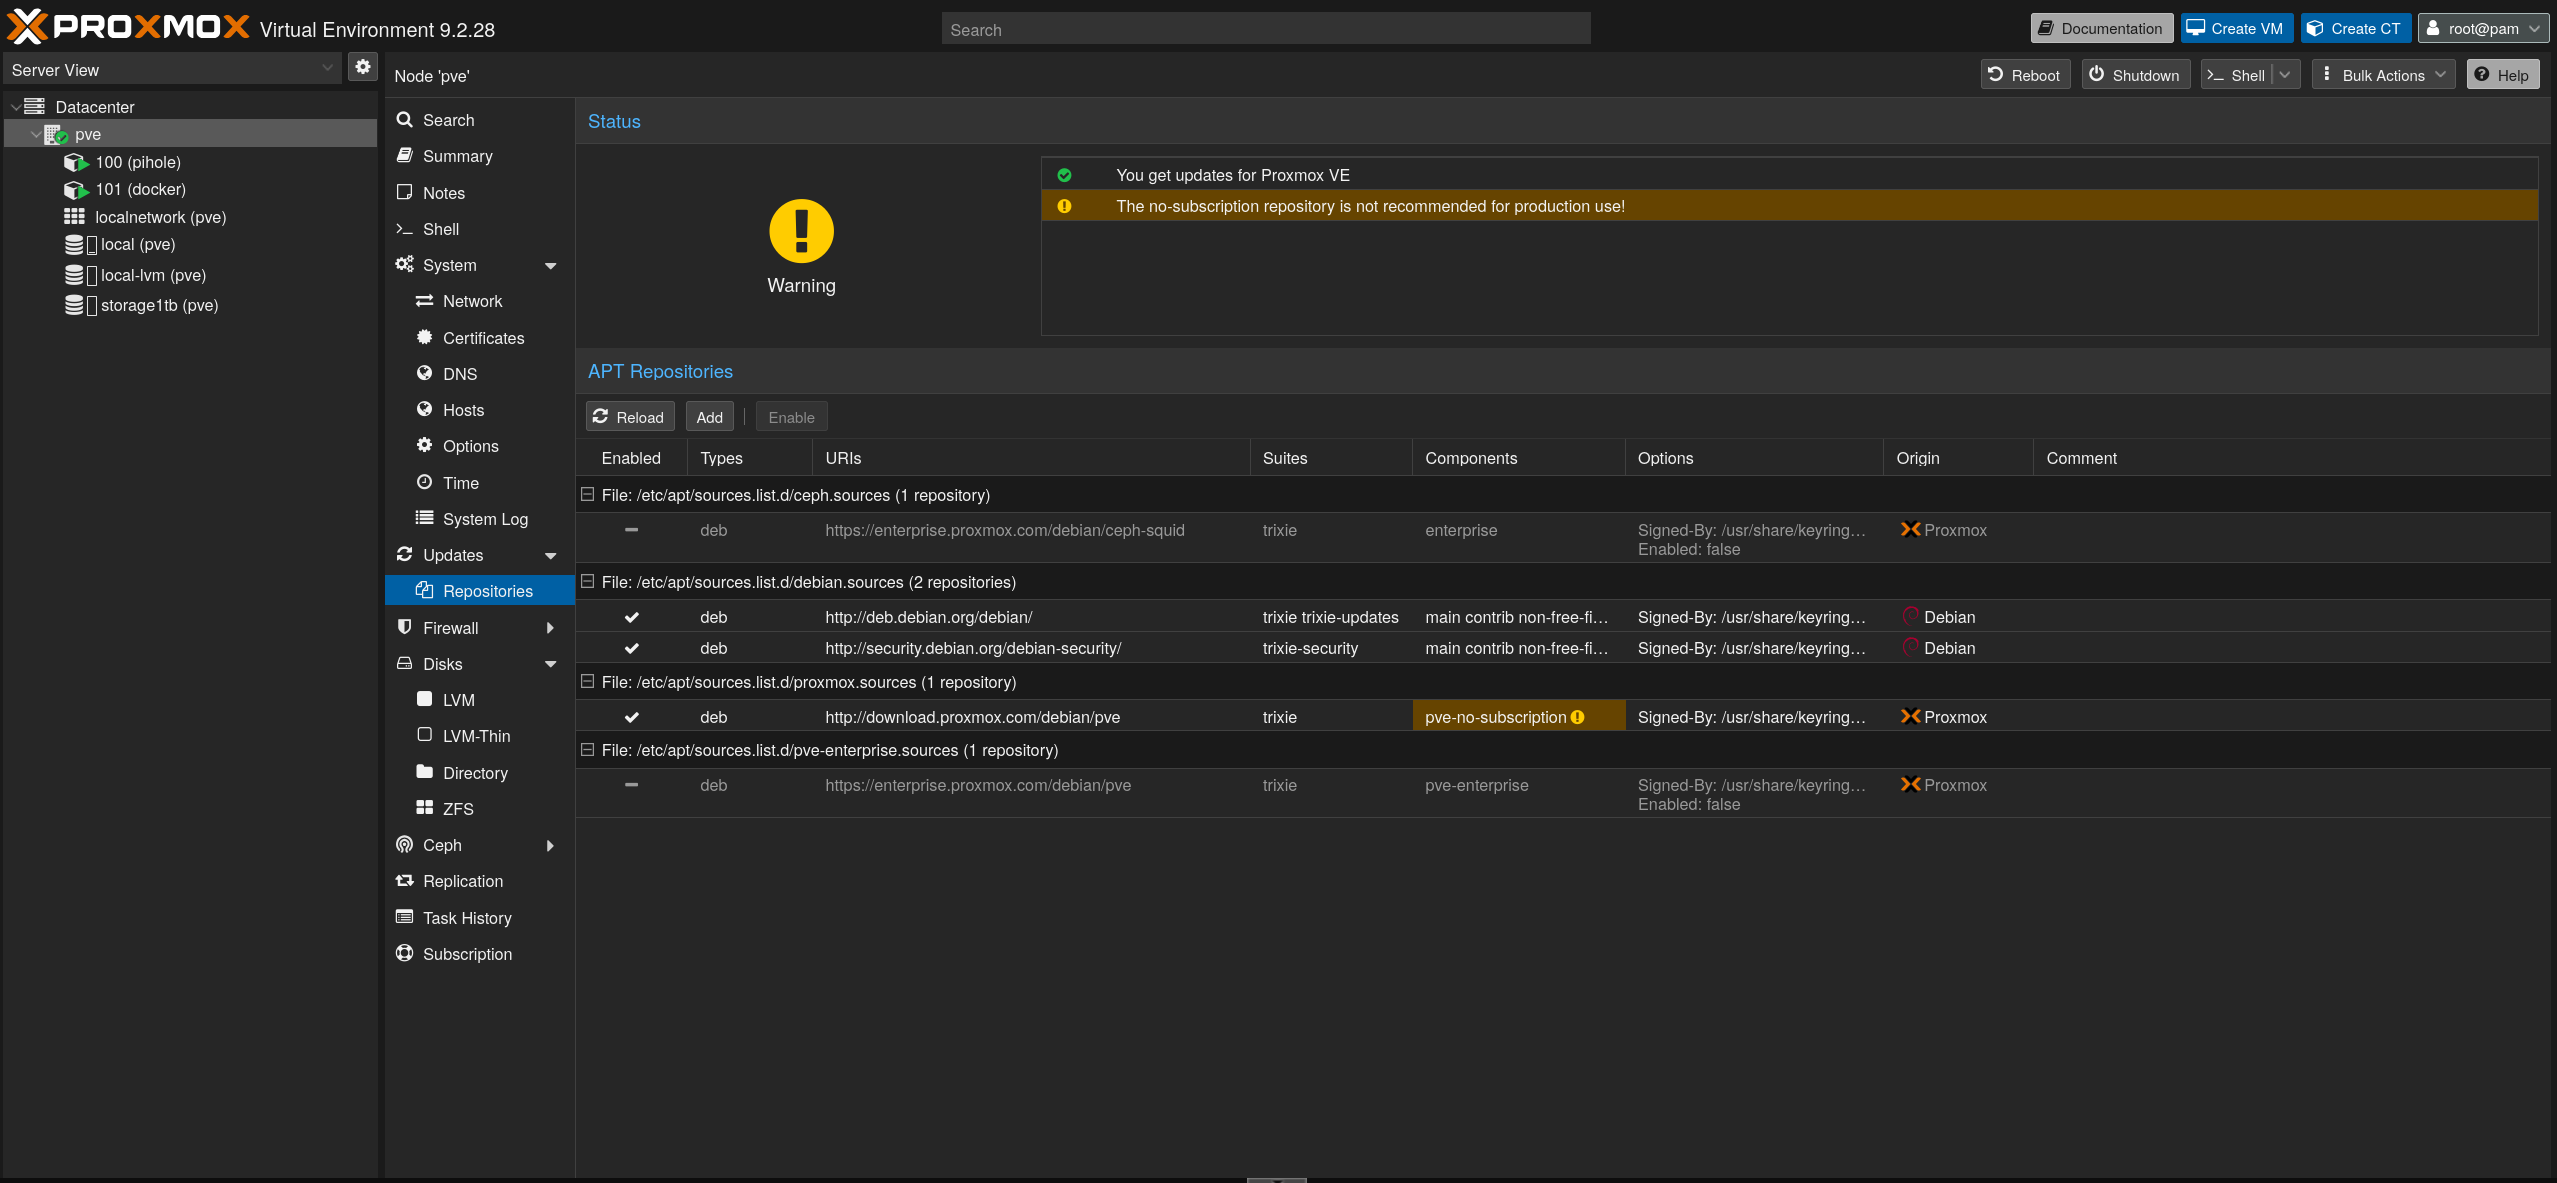 PROXMOX Virtual Environment 9.2.28
Search
Documentation
Create VM
Create CT
root@pam
Server View
Datacenter
pve
100 (pihole)
101 (docker)
localnetwork (pve)
local (pve)
local-lvm (pve)
storage1tb (pve)
Node 'pve'
Reboot
Shutdown
Shell
Bulk Actions
Help
Search
Summary
Notes
Shell
System
Network
Certificates
DNS
Hosts
Options
Time
System Log
Updates
Repositories
Firewall
Disks
LVM
LVM-Thin
Directory
ZFS
Ceph
Replication
Task History
Subscription
Status
Warning
You get updates for Proxmox VE
The no-subscription repository is not recommended for production use!
APT Repositories
Reload Add Enable
Enabled Types URIs Suites Components Options Origin Comment
File: /etc/apt/sources.list.d/ceph.sources (1 repository)
deb https://enterprise.proxmox.com/debian/ceph-squid trixie enterprise Signed-By: /usr/share/keyring… Proxmox
Enabled: false
File: /etc/apt/sources.list.d/debian.sources (2 repositories)
deb http://deb.debian.org/debian/ trixie trixie-updates main contrib non-free-fi… Signed-By: /usr/share/keyring… Debian
deb http://security.debian.org/debian-security/ trixie-security main contrib non-free-fi… Signed-By: /usr/share/keyring… Debian
File: /etc/apt/sources.list.d/proxmox.sources (1 repository)
deb http://download.proxmox.com/debian/pve trixie pve-no-subscription Signed-By: /usr/share/keyring… Proxmox
File: /etc/apt/sources.list.d/pve-enterprise.sources (1 repository)
deb https://enterprise.proxmox.com/debian/pve trixie pve-enterprise Signed-By: /usr/share/keyring… Proxmox
Enabled: false